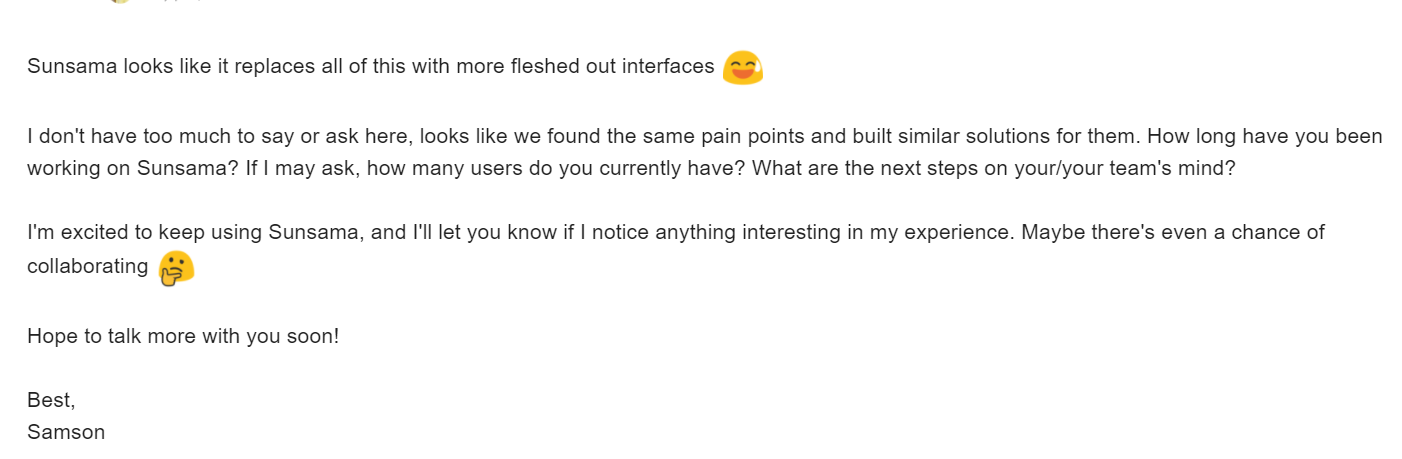 Sunsama looks like it replaces all of this with more fleshed out interfaces 😅
I don't have too much to say or ask here, looks like we found the same pain points and built similar solutions for them. How long have you been
working on Sunsama? If I may ask, how many users do you currently have? What are the next steps on your/your team's mind?
I'm excited to keep using Sunsama, and I'll let you know if I notice anything interesting in my experience. Maybe there's even a chance of
collaborating 🤔
Hope to talk more with you soon!
Best,
Samson